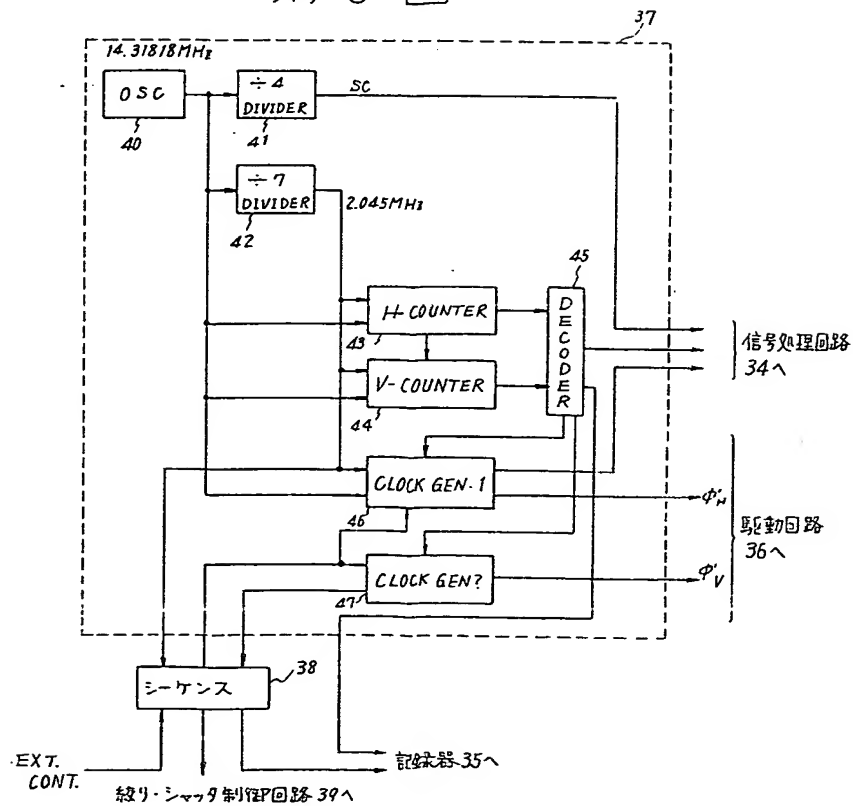 37
14.31818MHz
OSC
40
÷4
DIVIDER
41
SC
÷7
DIVIDER
42
2.045MHz
45
DECODER
H-COUNTER
43
V-COUNTER
44
信号処理回路
34へ
CLOCK GEN.1
46
φ'H
駆動回路
36へ
CLOCK GEN?
47
φ'V
シーケンス
38
EXT.
CONT.
記録器35へ
絞り・シャッタ制御回路39へ